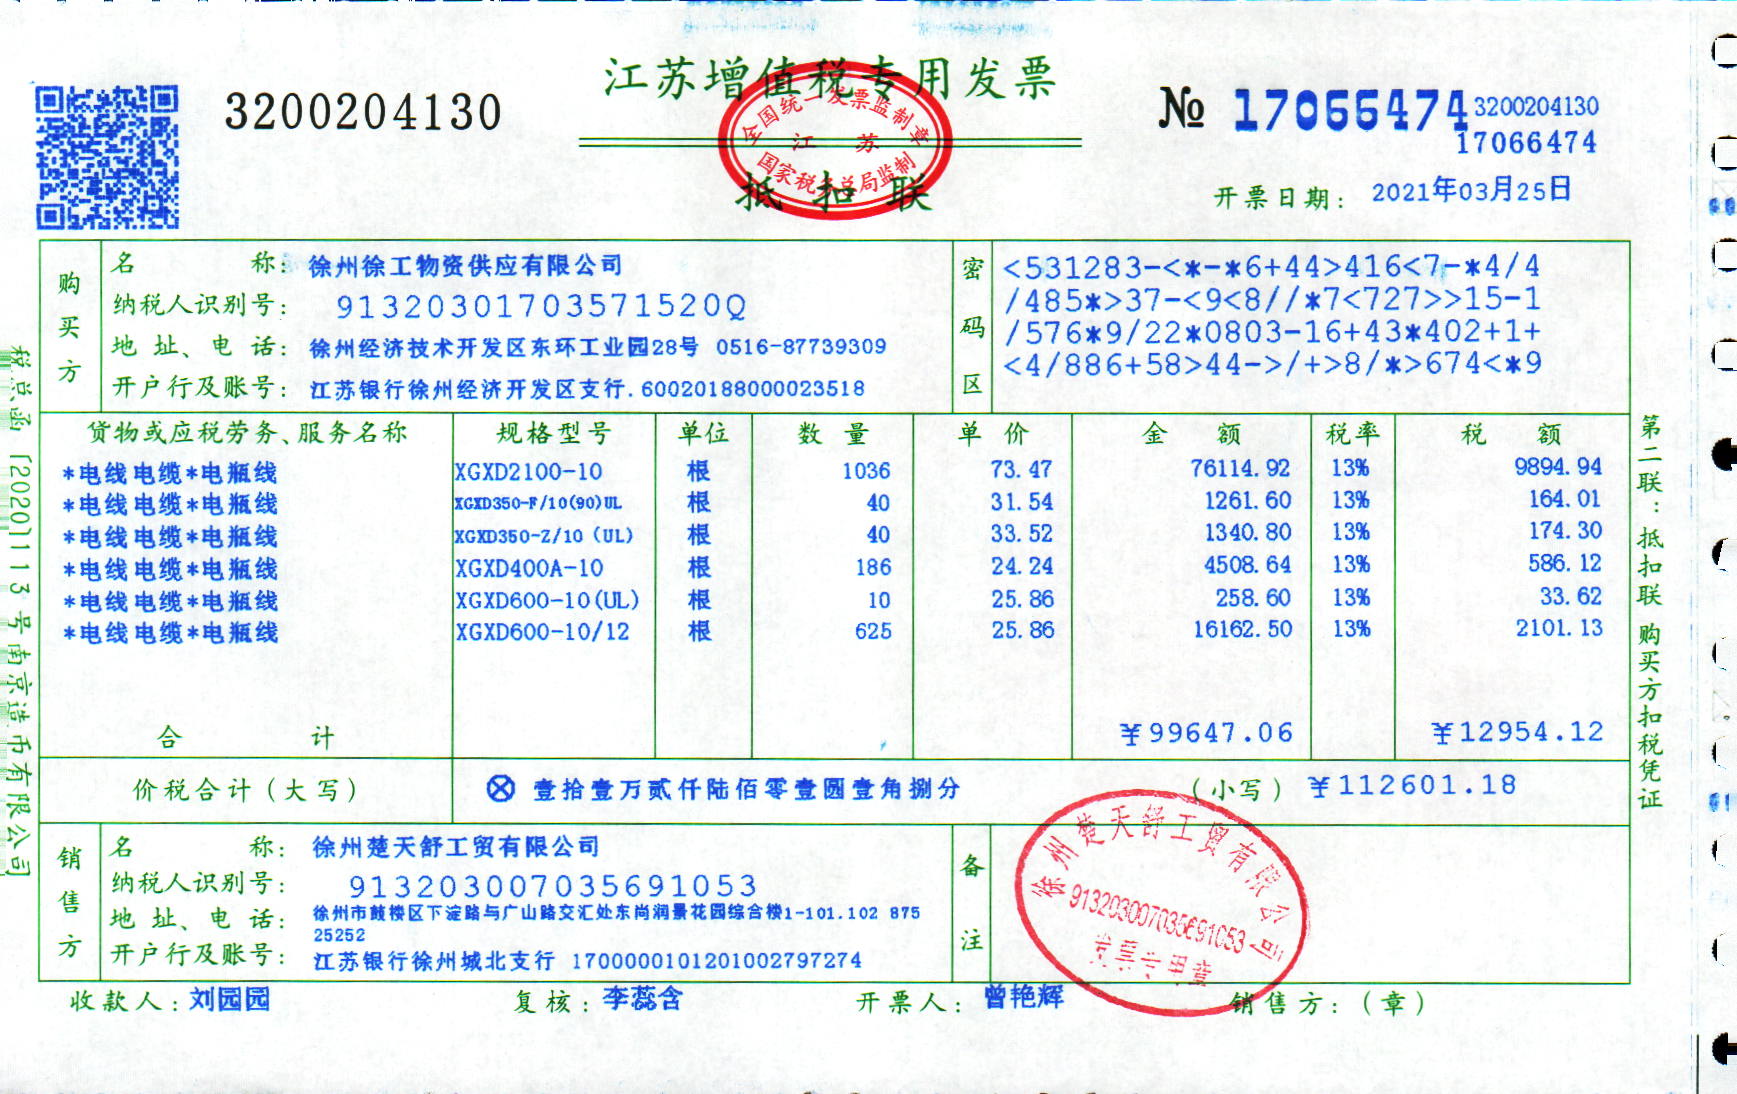 江苏增值税专用发票
3200204130
№ 17066474 3200204130
17066474
全国统一发票监制章
江 苏
国家税务总局监制
抵扣联
开票日期: 2021年03月25日
购买方
名 称: 徐州徐工物资供应有限公司
纳税人识别号: 91320301703571520Q
地 址、电 话: 徐州经济技术开发区东环工业园28号 0516-87739309
开户行及账号: 江苏银行徐州经济开发区支行.60020188000023518
密码区
<531283-<*-*6+44>416<7-*4/4
/485*>37-<9<8//*7<727>>15-1
/576*9/22*0803-16+43*402+1+
<4/886+58>44->/+>8/*>674<*9
货物或应税劳务、服务名称 规格型号 单位 数 量 单 价 金 额 税率 税 额
*电线电缆*电瓶线 XGXD2100-10 根 1036 73.47 76114.92 13% 9894.94
*电线电缆*电瓶线 XGXD350-F/10(90)UL 根 40 31.54 1261.60 13% 164.01
*电线电缆*电瓶线 XGXD350-Z/10 (UL) 根 40 33.52 1340.80 13% 174.30
*电线电缆*电瓶线 XGXD400A-10 根 186 24.24 4508.64 13% 586.12
*电线电缆*电瓶线 XGXD600-10(UL) 根 10 25.86 258.60 13% 33.62
*电线电缆*电瓶线 XGXD600-10/12 根 625 25.86 16162.50 13% 2101.13
合 计 ¥99647.06 ¥12954.12
价税合计(大写) ⊗壹拾壹万贰仟陆佰零壹圆壹角捌分 (小写) ¥112601.18
销售方
名 称: 徐州楚天舒工贸有限公司
纳税人识别号: 913203007035691053
地 址、电 话: 徐州市鼓楼区下淀路与广山路交汇处东尚润景花园综合楼1-101.102 875
25252
开户行及账号: 江苏银行徐州城北支行 17000001012010027972​74
备注
徐州楚天舒工贸有限公司
913203007035691053
发票专用章
收款人: 刘园园 复核: 李蕊含 开票人: 曾艳辉 销售方: (章)
税总函[2020]113号南京造币有限公司
第二联: 抵扣联 购买方扣税凭证